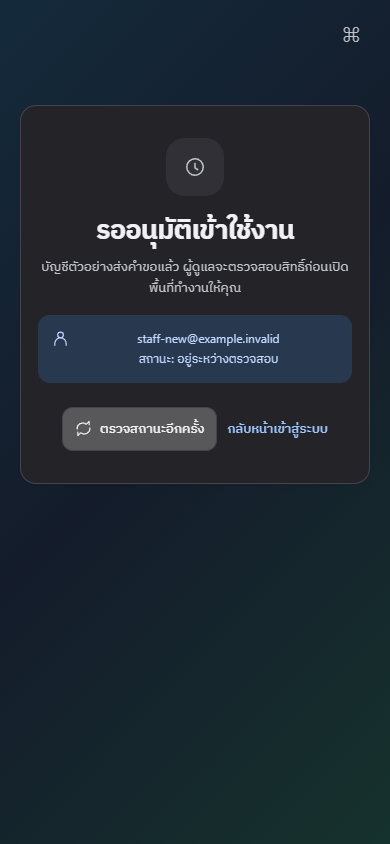 รออนุมัติเข้าใช้งาน
บัญชีตัวอย่างส่งคำขอแล้ว ผู้ดูแลจะตรวจสอบสิทธิ์ก่อนเปิด
พื้นที่ทำงานให้คุณ
staff-new@example.invalid
สถานะ: อยู่ระหว่างตรวจสอบ
ตรวจสถานะอีกครั้ง กลับหน้าเข้าสู่ระบบ